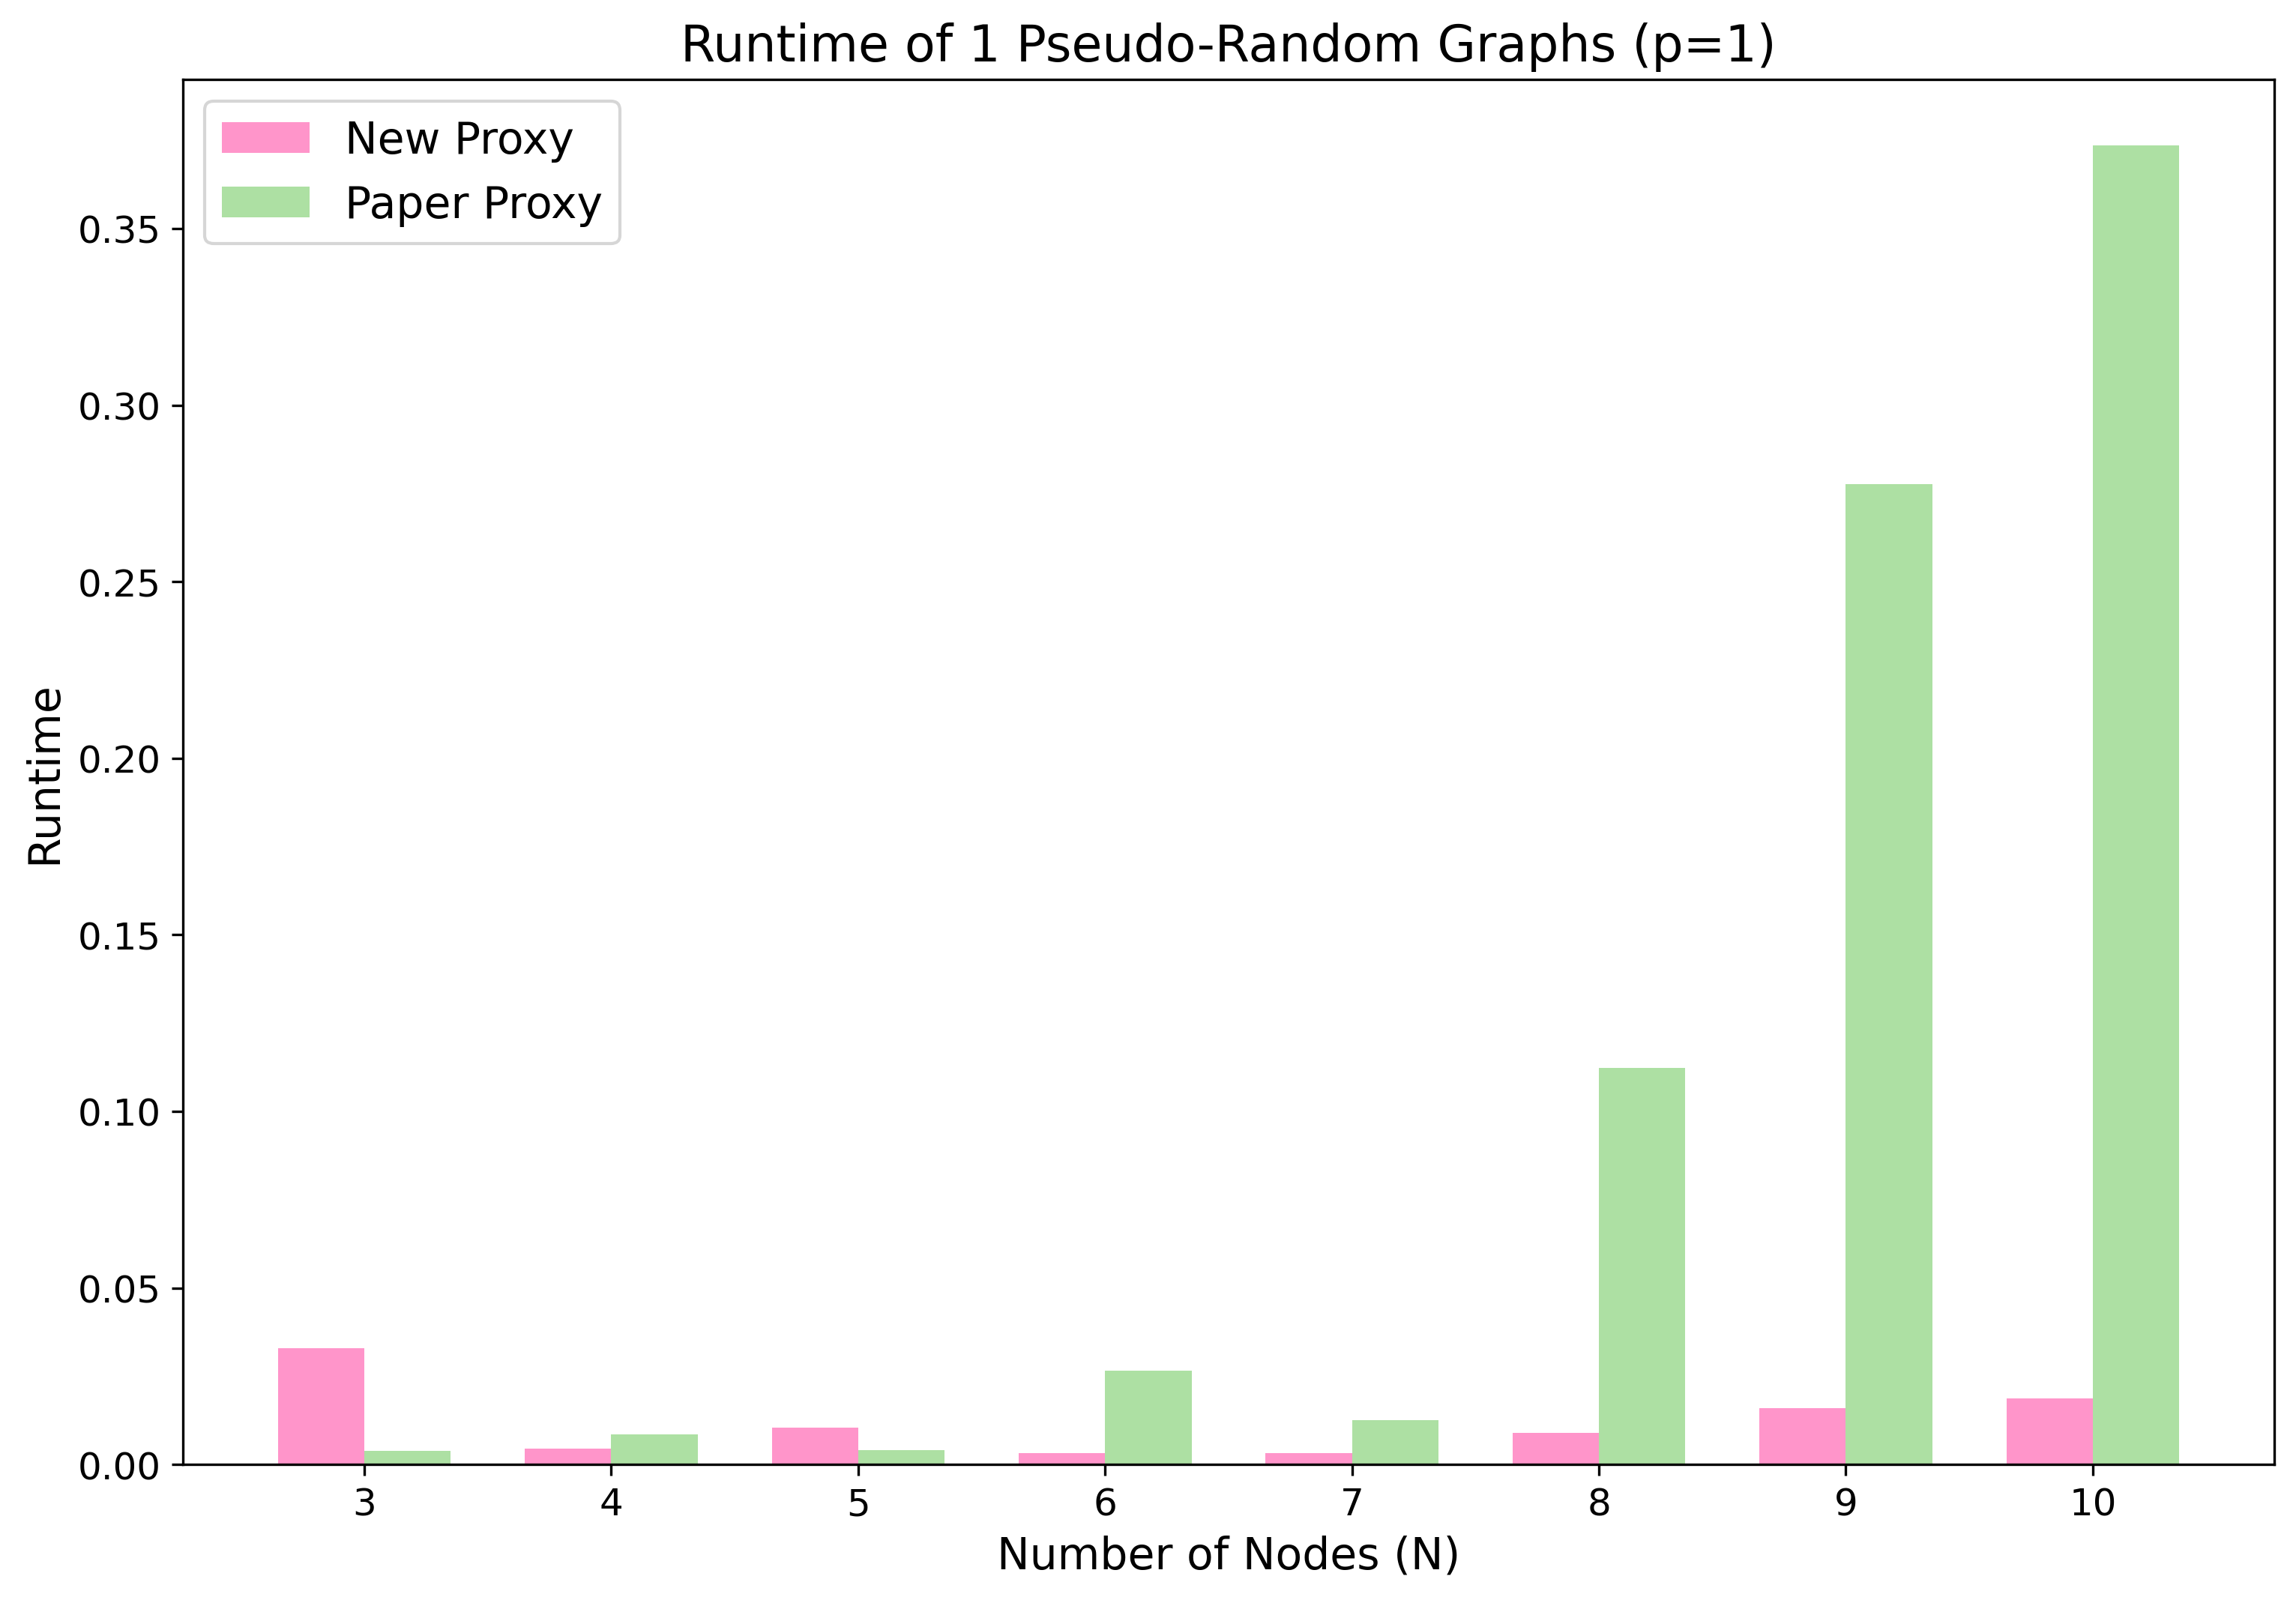 Runtime of 1 Pseudo-Random Graphs (p=1)
New Proxy
Paper Proxy
0.35
0.30
0.25
0.20
0.15
0.10
0.05
0.00
Runtime
3 4 5 6 7 8 9 10
Number of Nodes (N)